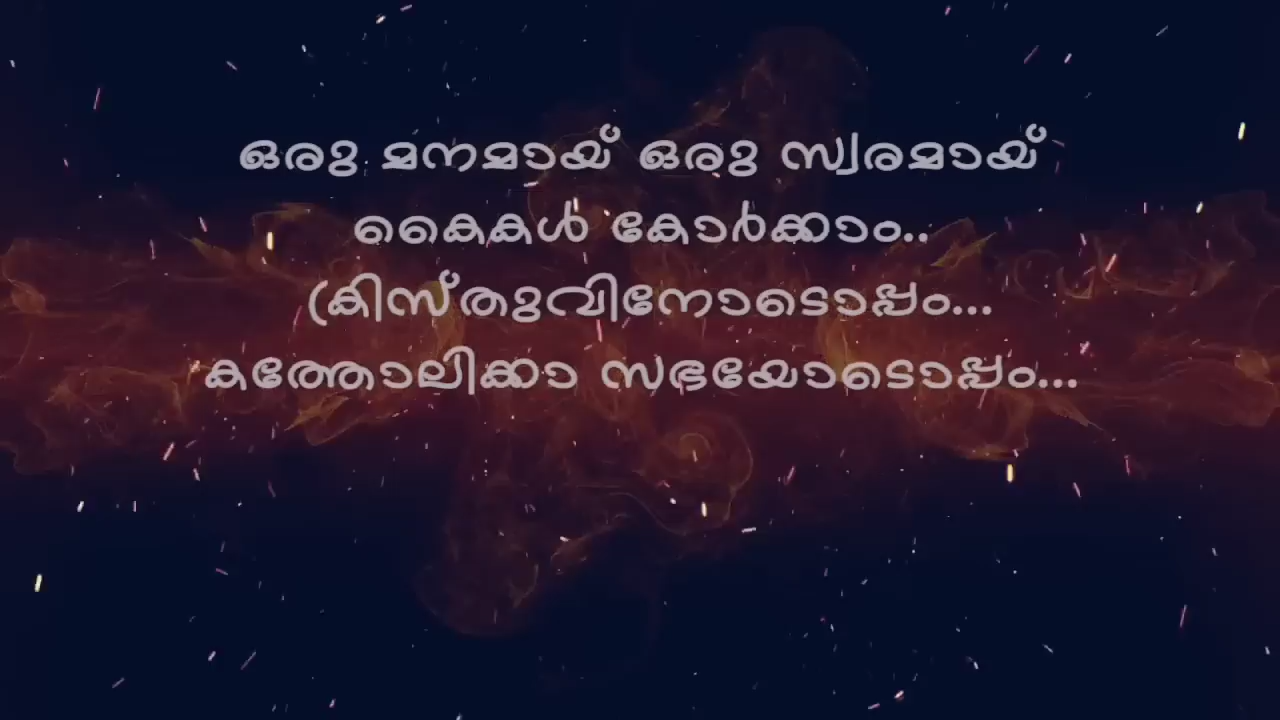 ഒരു മനമായ് ഒരു സ്വരമായ്
കൈകൾ കോർക്കാം..
ക്രിസ്തുവിനോടൊപ്പം...
കത്തോലിക്കാ സഭയോടൊപ്പം...